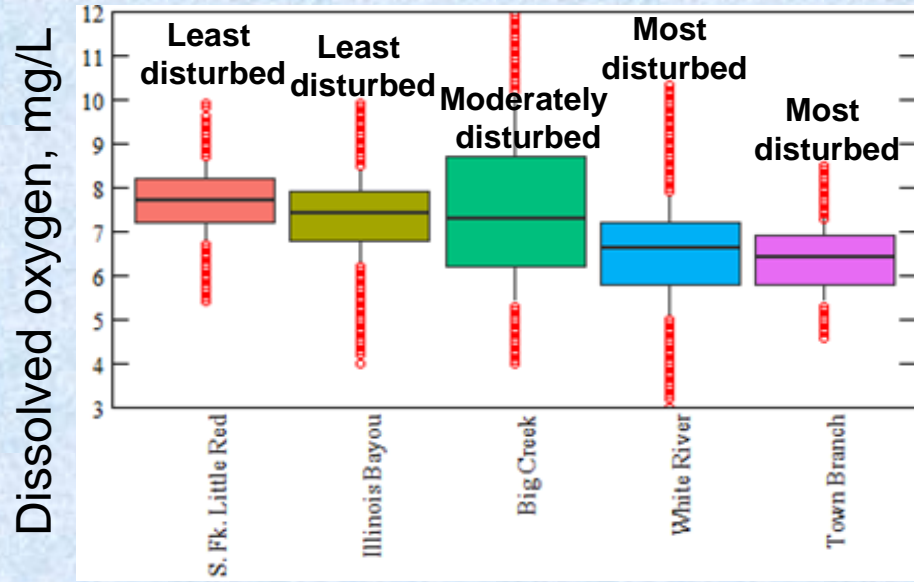 Dissolved oxygen, mg/L
12
11
10
9
8
7
6
5
4
3
Least
disturbed
Least
disturbed
Moderately
disturbed
Most
disturbed
Most
disturbed
S. Fk. Little Red
Illinois Bayou
Big Creek
White River
Town Branch